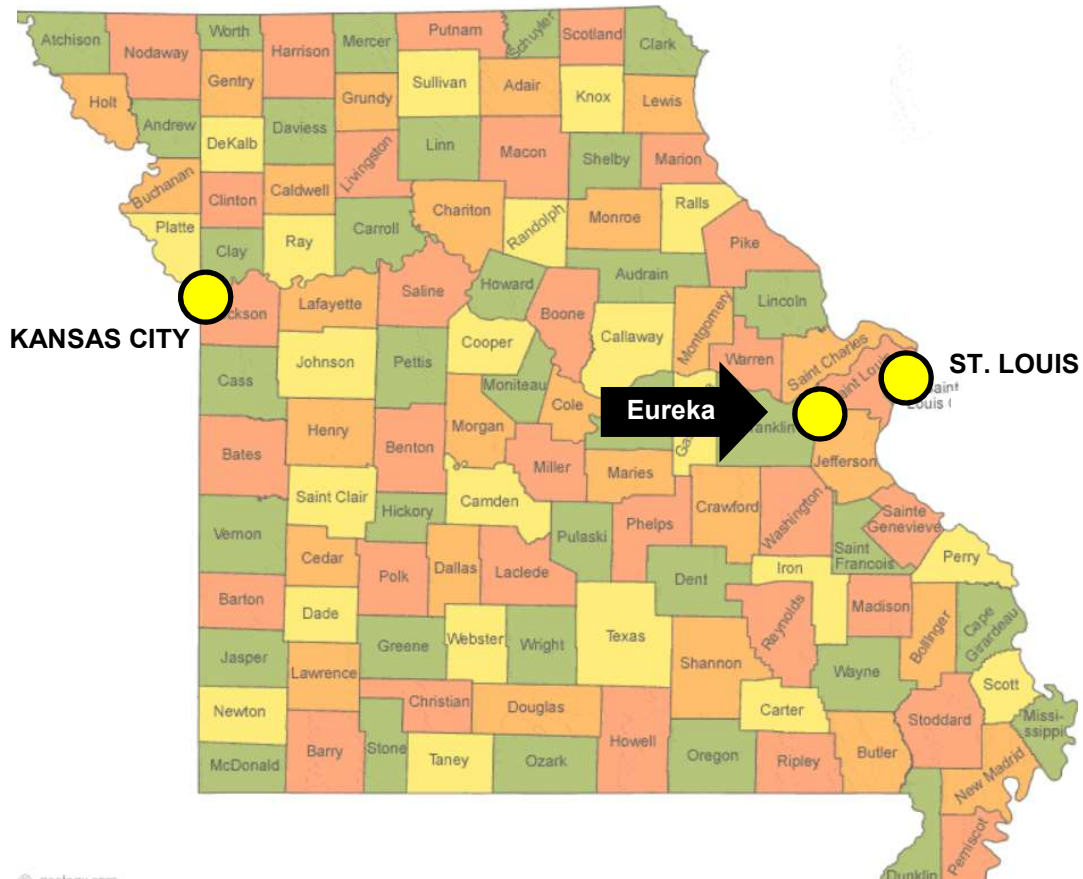 Atchison
Nodaway
Worth
Harrison
Mercer
Putnam
Schuyler
Scotland
Clark
Holt
Gentry
Grundy
Sullivan
Adair
Knox
Lewis
Andrew
DeKalb
Daviess
Livingston
Linn
Macon
Shelby
Marion
Buchanan
Clinton
Caldwell
Chariton
Randolph
Monroe
Ralls
Platte
Clay
Ray
Carroll
Pike
Audrain
Howard
Saline
Lafayette
ckson
KANSAS CITY
Boone
Callaway
Montgomery
Lincoln
Cass
Johnson
Pettis
Cooper
Moniteau
Cole
Warren
Saint Charles
Saint Louis
ST. LOUIS
Saint
Louis
Eureka
ranklin
Jefferson
Henry
Morgan
Bates
Benton
Miller
Maries
Saint Clair
Camden
Crawford
Washington
Hickory
Pulaski
Phelps
Sainte
Genevieve
Vernon
Cedar
Polk
Dallas
Laclede
Dent
Iron
Saint
Francois
Perry
Barton
Dade
Texas
Reynolds
Madison
Bollinger
Cape
Girardeau
Jasper
Greene
Webster
Wright
Shannon
Wayne
Lawrence
Scott
Newton
Christian
Douglas
Carter
Stoddard
Missi-
ssippi
McDonald
Barry
Stone
Taney
Ozark
Howell
Oregon
Ripley
Butler
New Madrid
Dunklin
Pemiscot